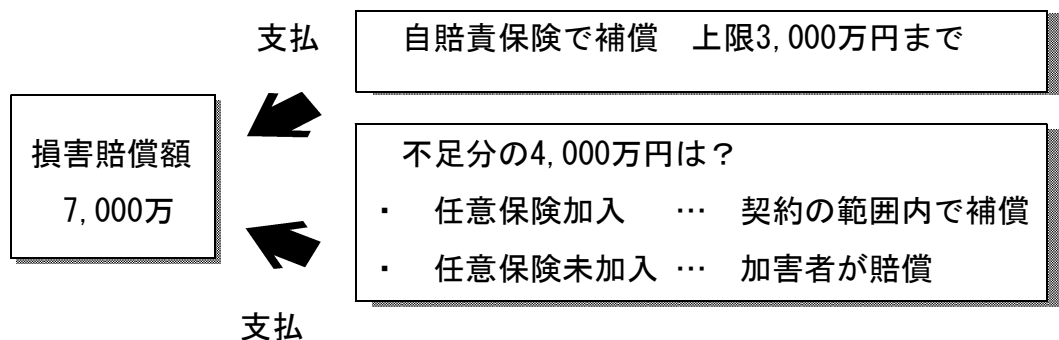 支払
自賠責保険で補償　上限3,000万円まで
損害賠償額
7,000万
不足分の4,000万円は？
・　任意保険加入　…　契約の範囲内で補償
・　任意保険未加入　…　加害者が賠償
支払